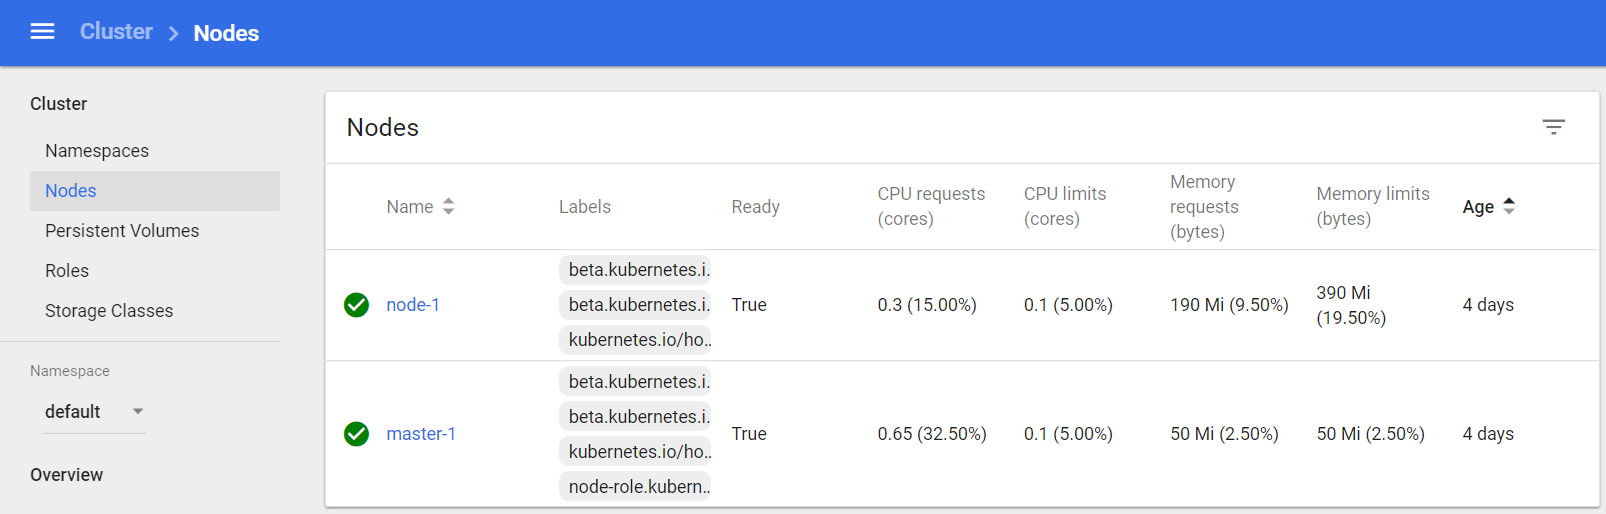 Cluster > Nodes
Cluster
Namespaces
Nodes
Persistent Volumes
Roles
Storage Classes
Namespace
default
Overview
Nodes
Name Labels Ready CPU requests (cores) CPU limits (cores) Memory requests (bytes) Memory limits (bytes) Age
beta.kubernetes.i.
beta.kubernetes.i.
kubernetes.io/ho..
node-1 True 0.3 (15.00%) 0.1 (5.00%) 190 Mi (9.50%) 390 Mi (19.50%) 4 days
beta.kubernetes.i.
beta.kubernetes.i.
kubernetes.io/ho..
node-role.kubern..
master-1 True 0.65 (32.50%) 0.1 (5.00%) 50 Mi (2.50%) 50 Mi (2.50%) 4 days